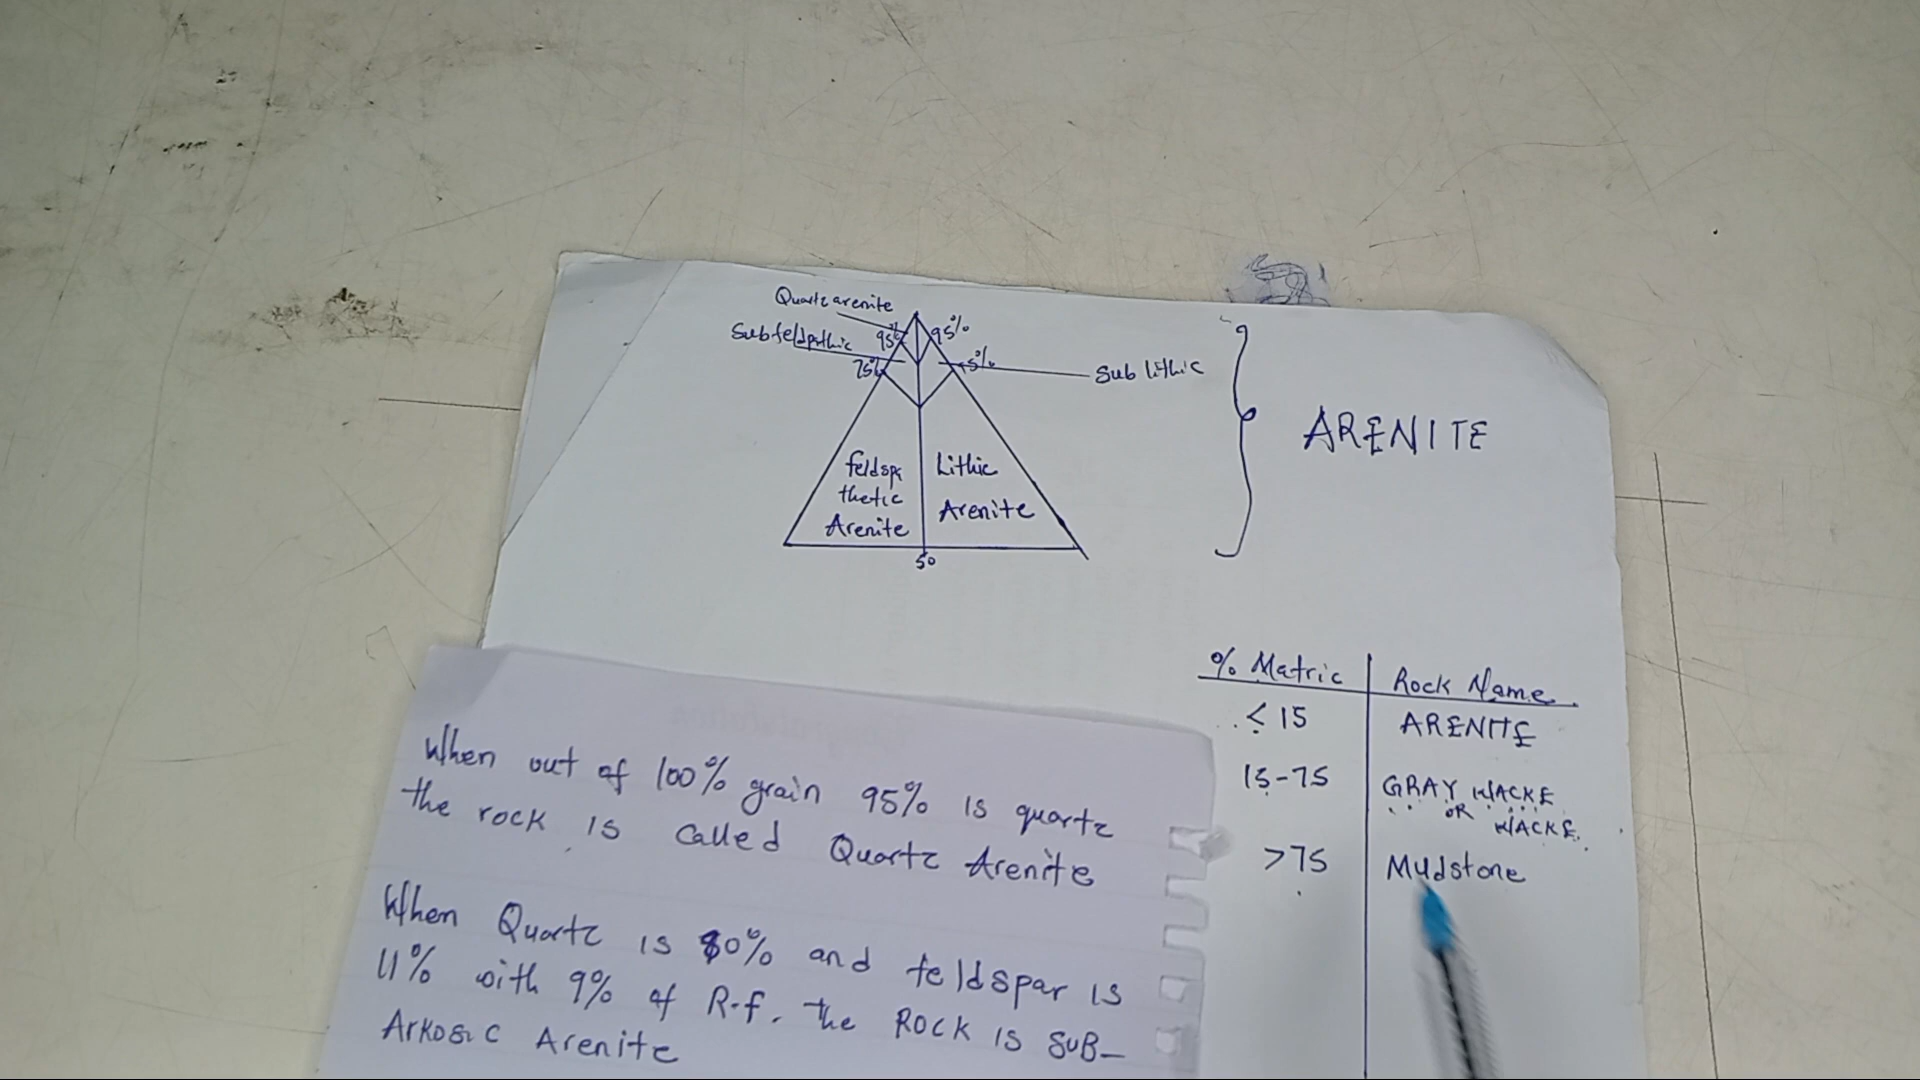 Quartz arenite
Subfeldpathic
95%
95%
75%
5%
Sub lithic
feldspa
thetic
Arenite
Lithic
Arenite
50
ARENITE
% Matric
Rock Name
≤ 15
ARENITE
15-75
GRAY WACKE
OR
WACKE
>75
Mudstone
When out of 100% grain 95% is quartz
the rock is called Quartz Arenite
When Quartz is 80% and feldspar is
11% with 9% of R.f. the ROCK is SUB-
Arkosic Arenite